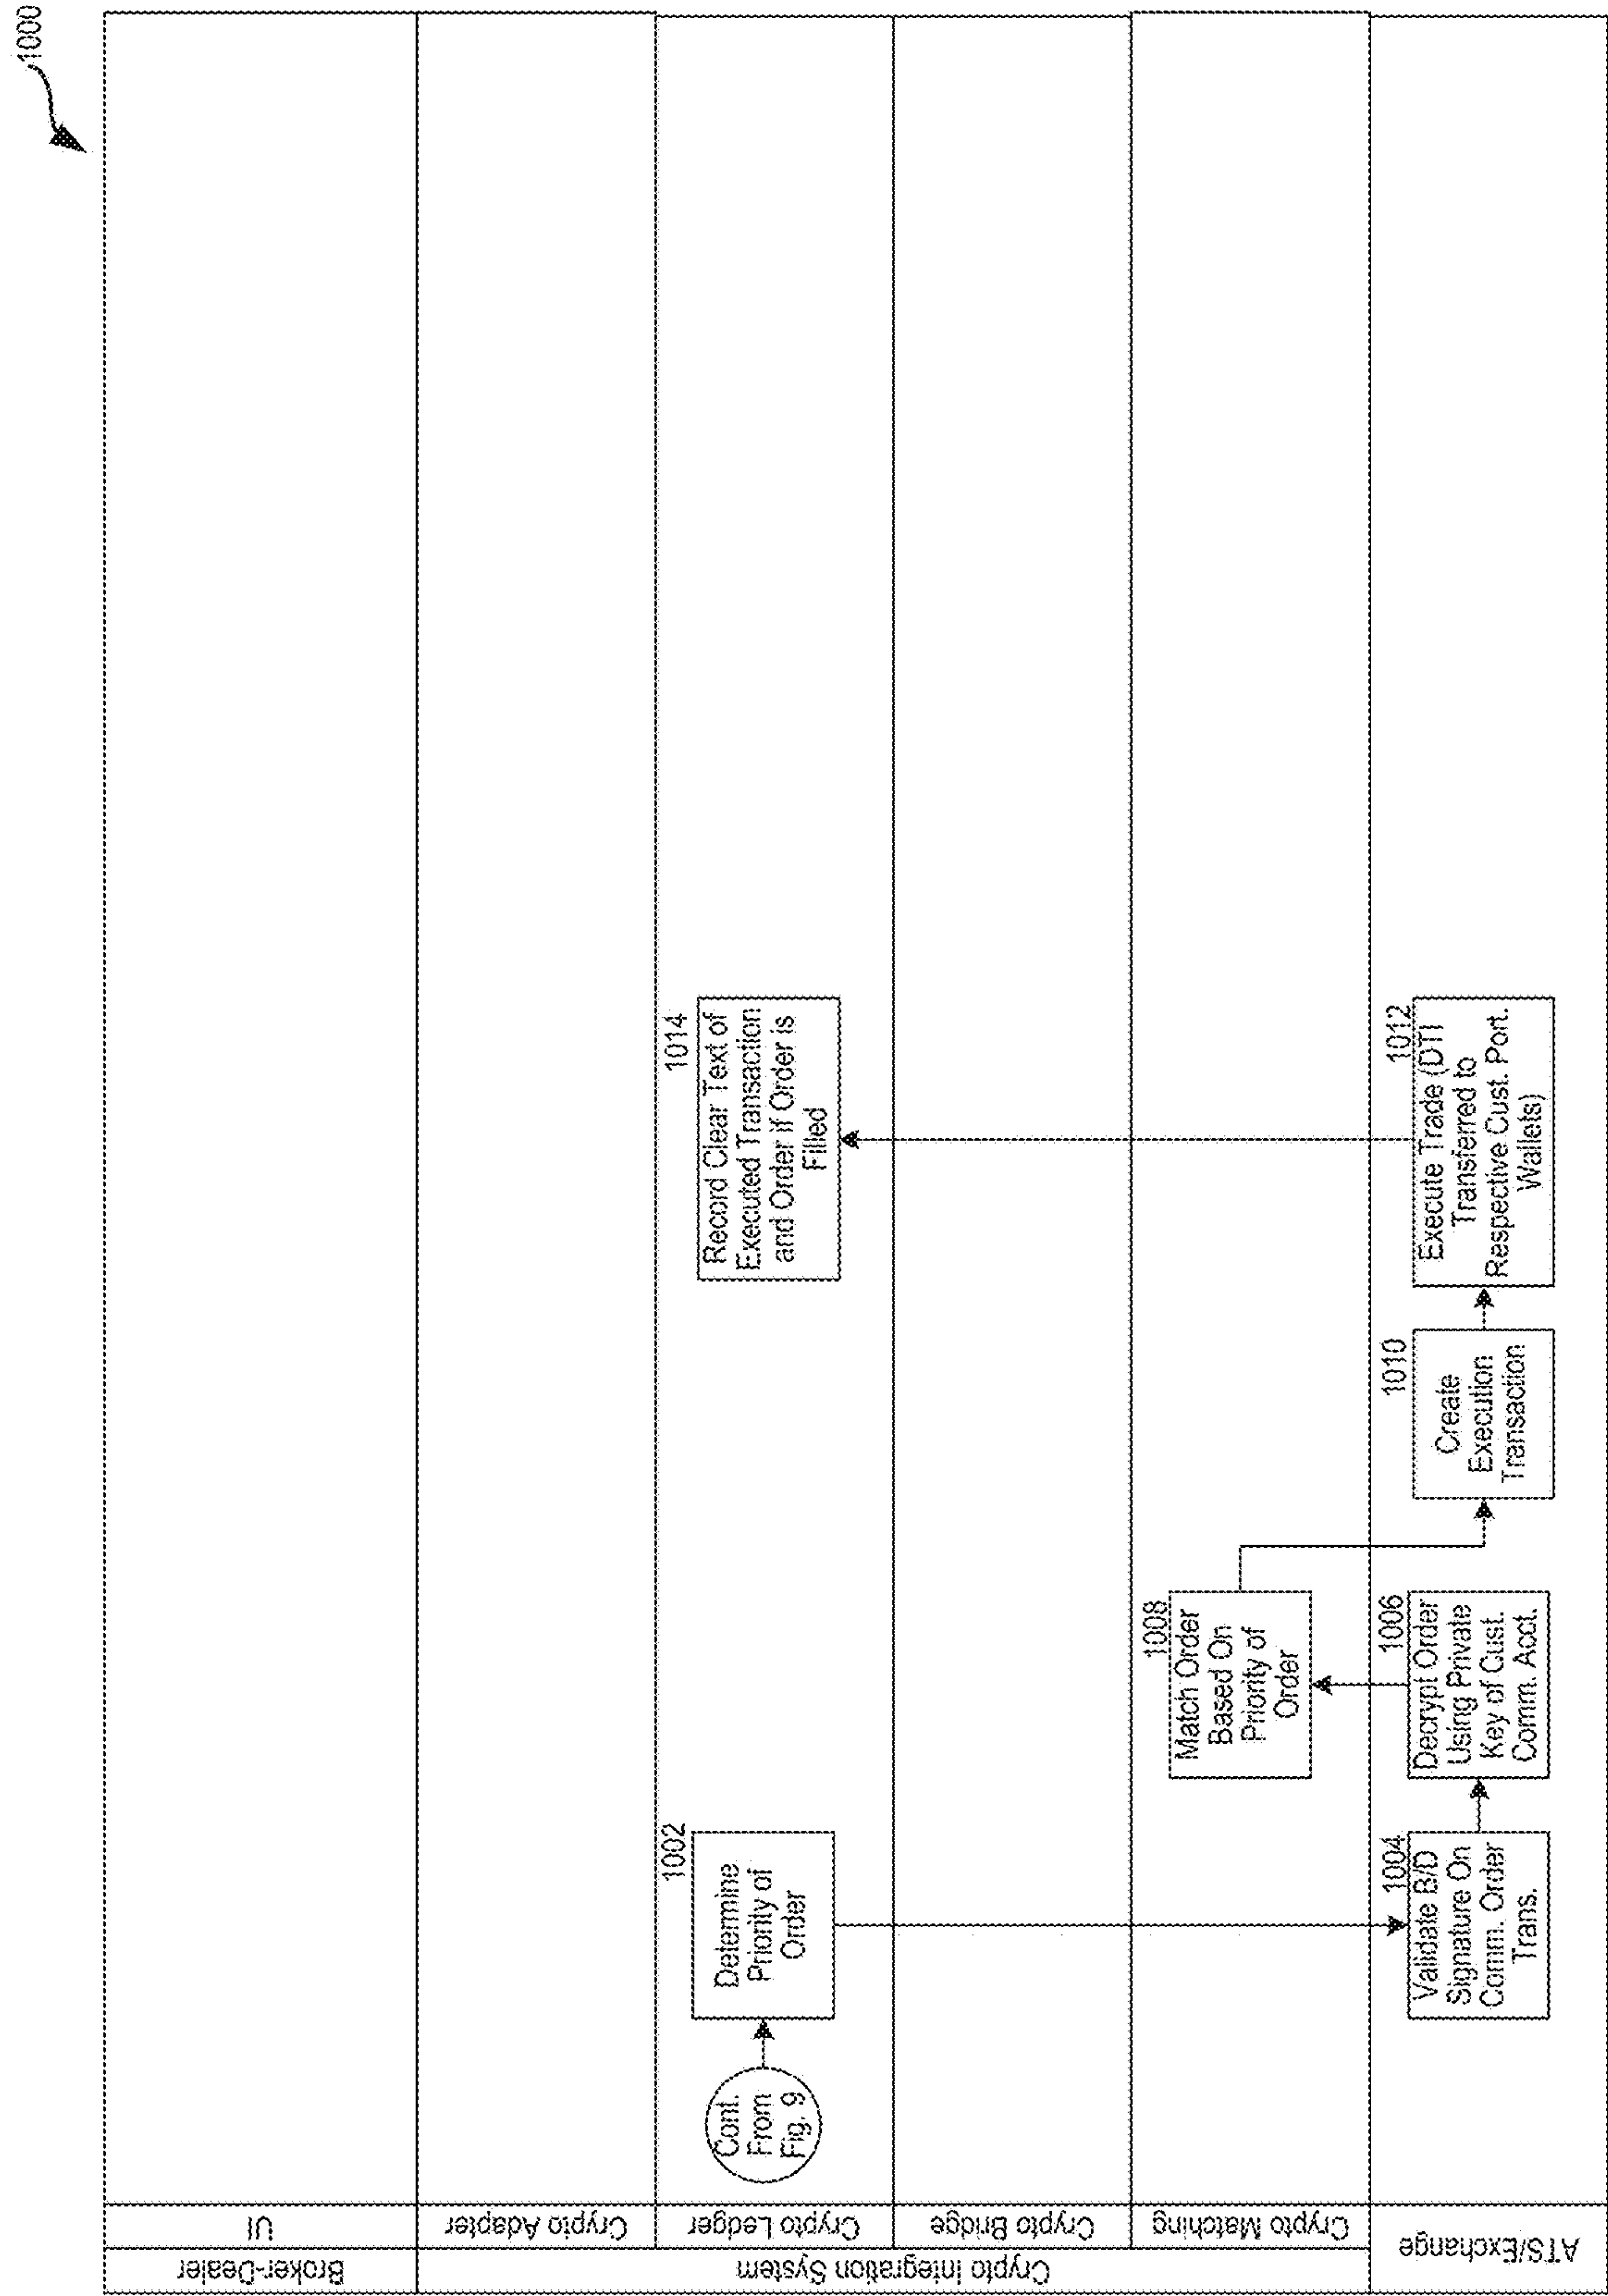 1000
Broker-Dealer
UI
Crypto Integration System
Crypto Adapter
Crypto Ledger
Crypto Bridge
Crypto Matching
ATS/Exchange
Cont.
From
Fig. 9
1002
Determine
Priority of
Order
1004
Validate B/D
Signature On
Comm. Order
Trans.
1006
Decrypt Order
Using Private
Key of Cust.
Comm. Acct.
1008
Match Order
Based On
Priority of
Order
1010
Create
Execution
Transaction
1012
Execute Trade (DTI
Transferred to
Respective Cust. Port.
Wallets)
1014
Record Clear Text of
Executed Transaction
and Order if Order is
Filled